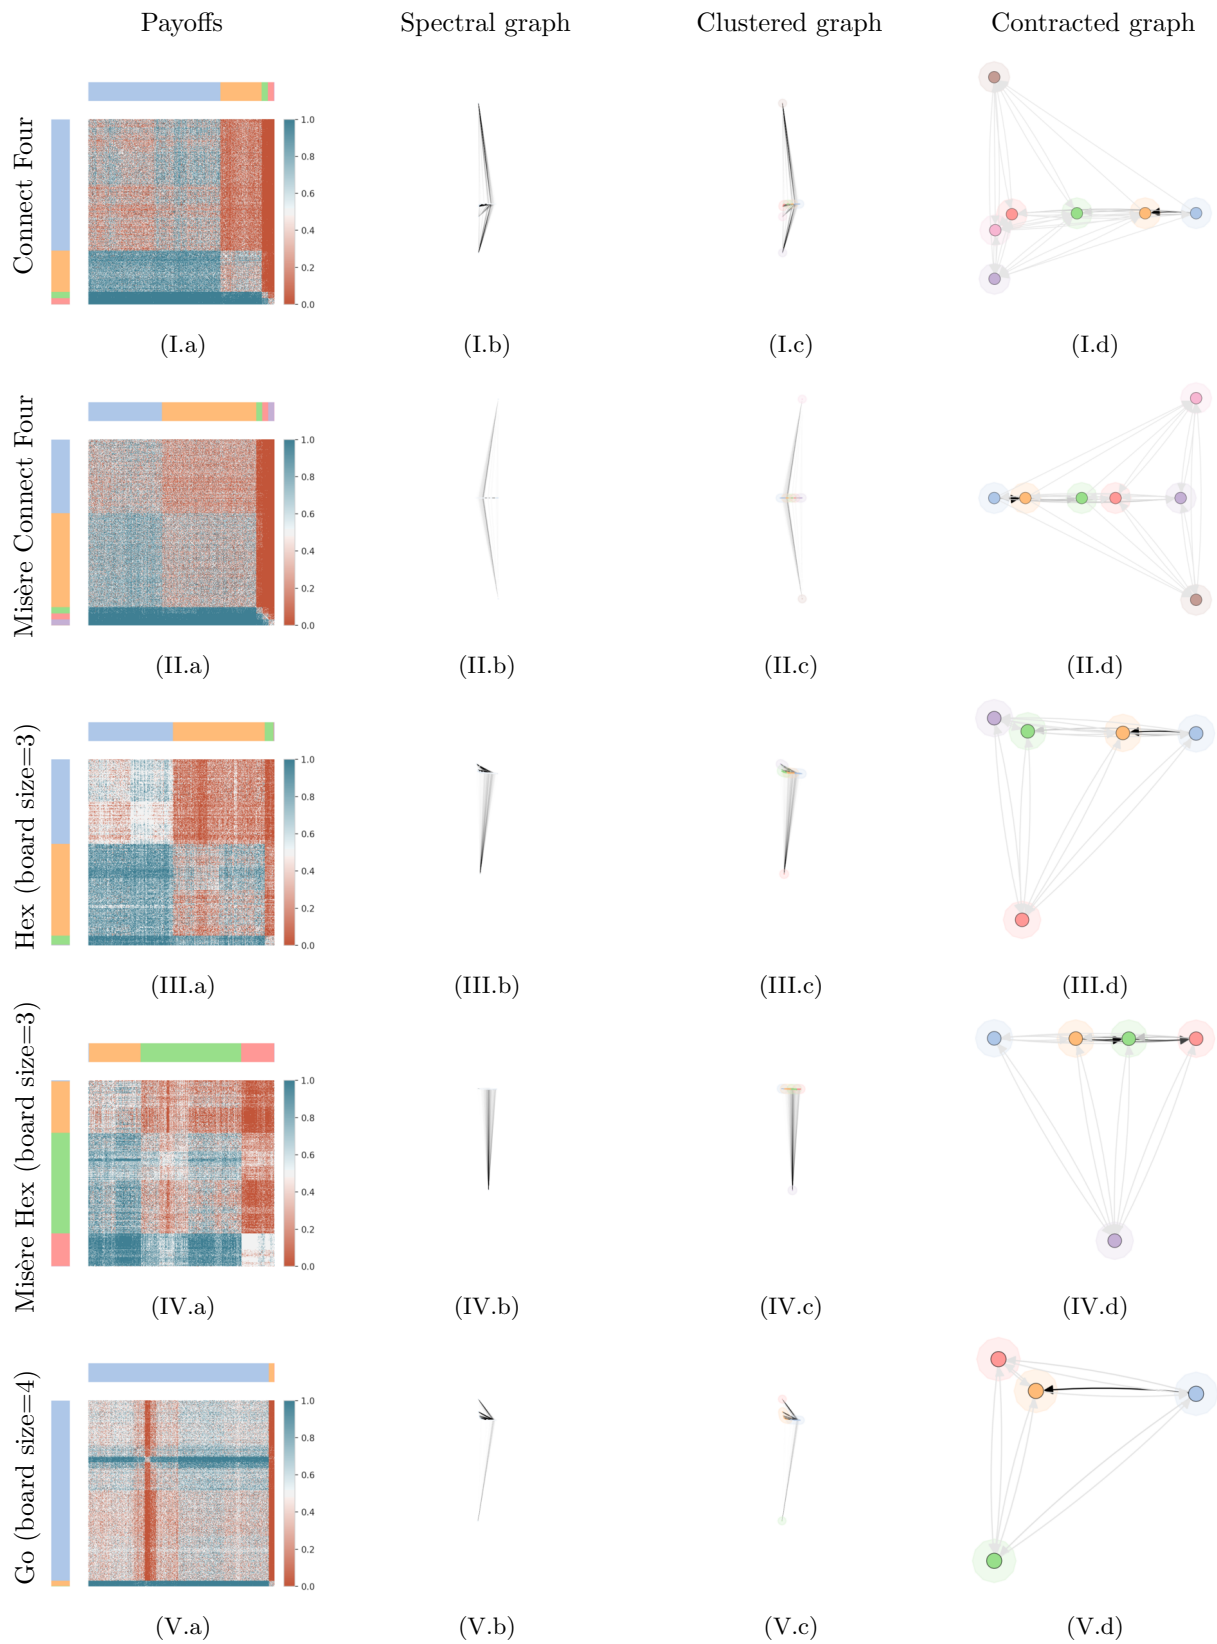 Payoffs Spectral graph Clustered graph Contracted graph
Connect Four
1.0
0.8
0.6
0.4
0.2
0.0
(I.a) (I.b) (I.c) (I.d)
Misère Connect Four
1.0
0.8
0.6
0.4
0.2
0.0
(II.a) (II.b) (II.c) (II.d)
Hex (board size=3)
1.0
0.8
0.6
0.4
0.2
0.0
(III.a) (III.b) (III.c) (III.d)
Misère Hex (board size=3)
1.0
0.8
0.6
0.4
0.2
0.0
(IV.a) (IV.b) (IV.c) (IV.d)
Go (board size=4)
1.0
0.8
0.6
0.4
0.2
0.0
(V.a) (V.b) (V.c) (V.d)